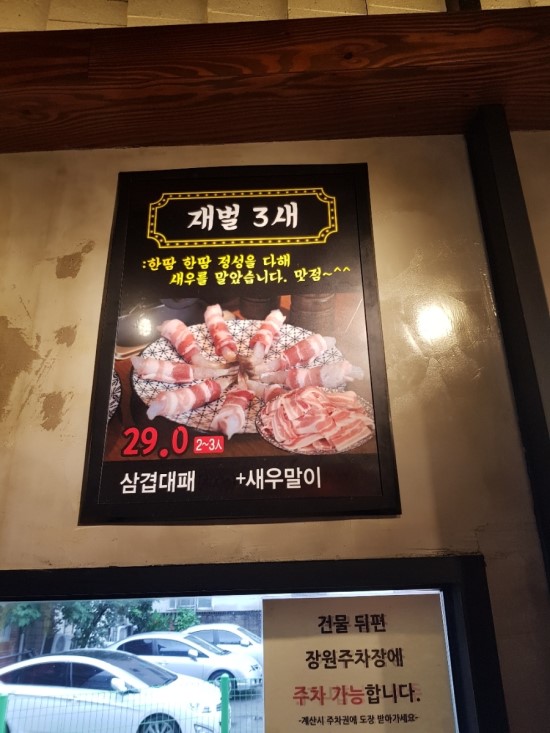 재벌 3새
:한땀 한땀 정성을 다해
새우를 말았습니다. 맛점~^^
29.0 2~3人
삼겹대패 +새우말이
건물 뒤편
장원주차장에
주차 가능합니다.
-계산시 주차권에 도장 받아가세요-